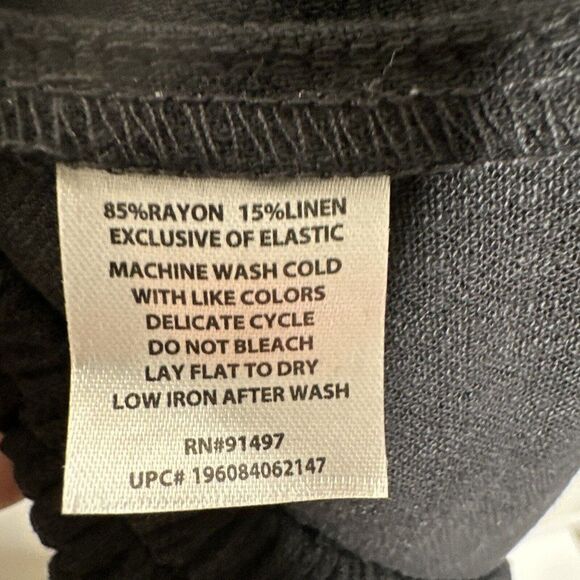 85%RAYON 15%LINEN
EXCLUSIVE OF ELASTIC
MACHINE WASH COLD
WITH LIKE COLORS
DELICATE CYCLE
DO NOT BLEACH
LAY FLAT TO DRY
LOW IRON AFTER WASH
RN#91497
UPC# 196084062147